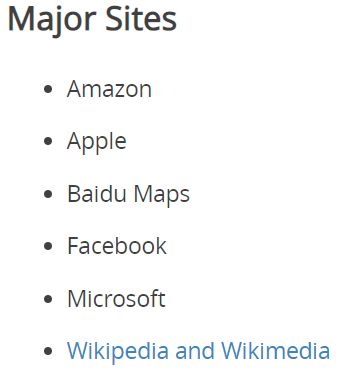 Major Sites
Amazon
Apple
Baidu Maps
Facebook
Microsoft
Wikipedia and Wikimedia